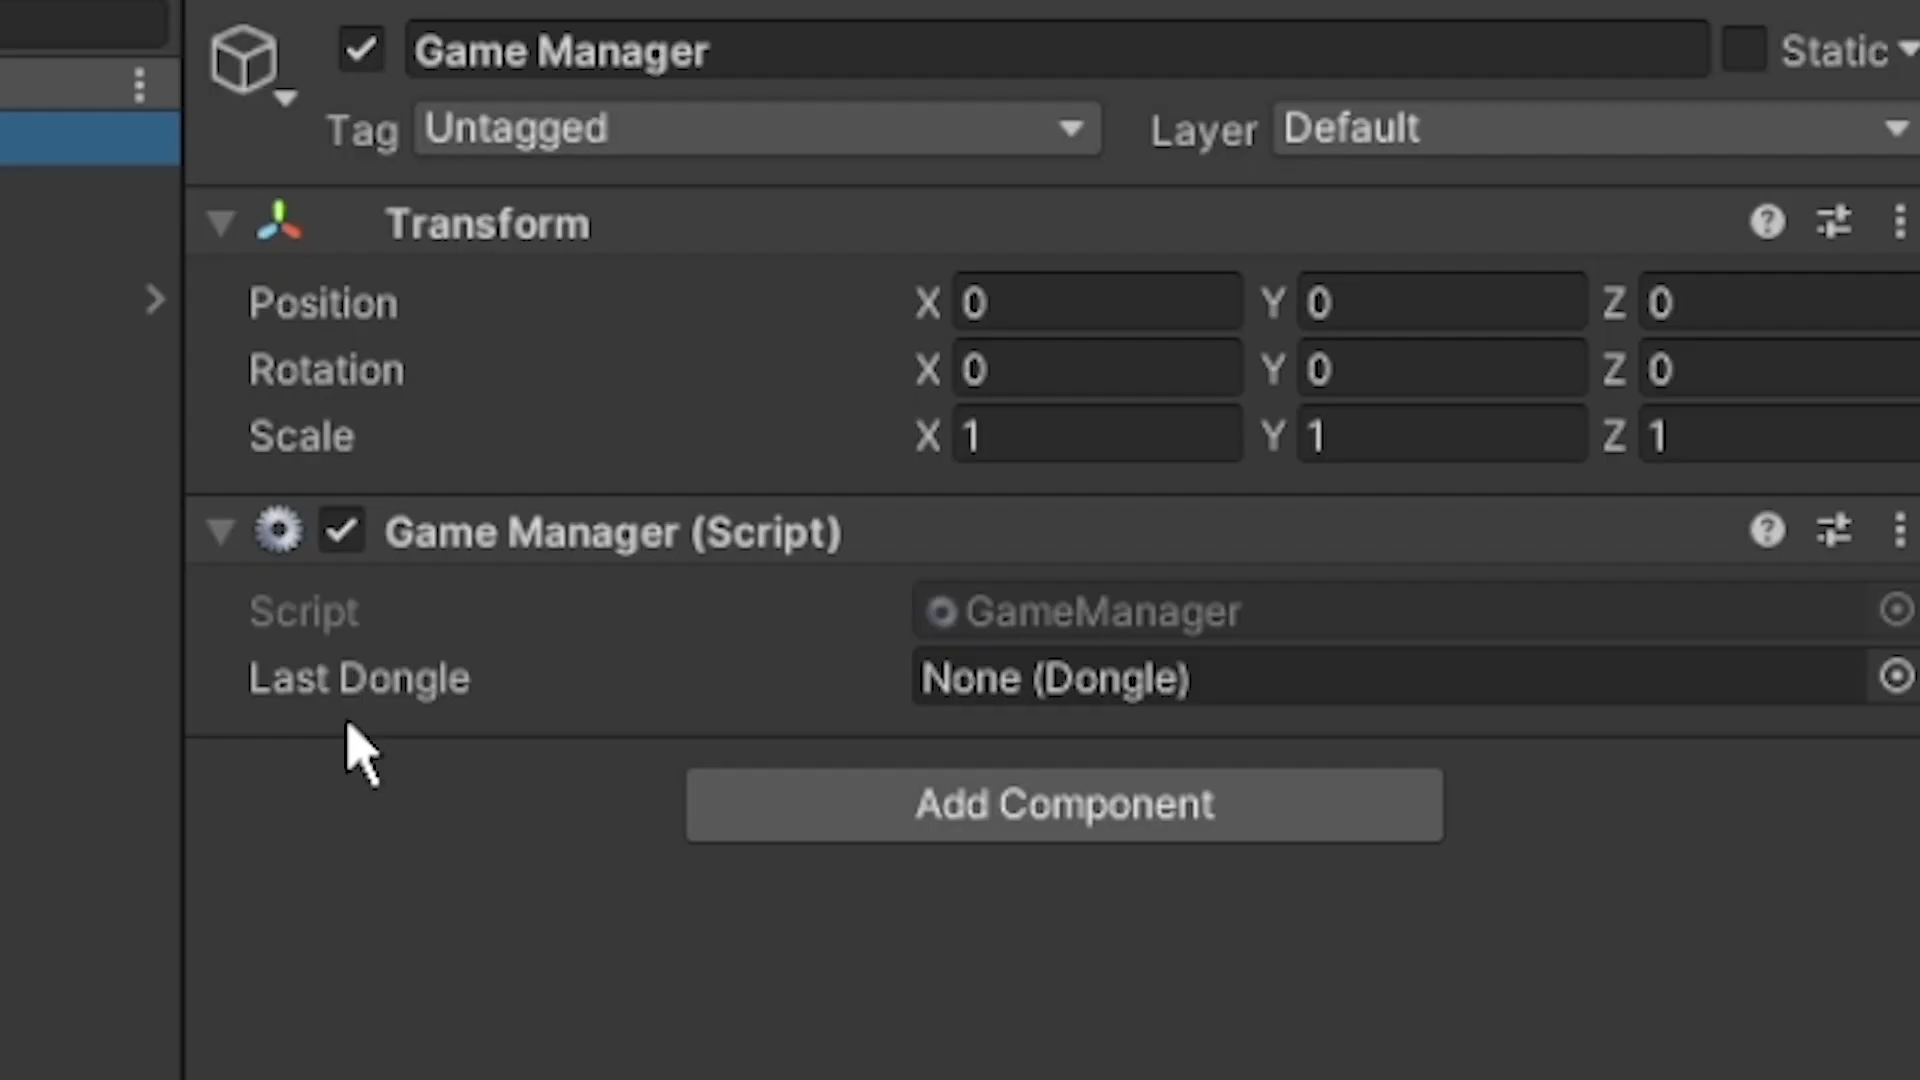 Game Manager Static
Tag Untagged Layer Default
Transform
Position X 0 Y 0 Z 0
Rotation X 0 Y 0 Z 0
Scale X 1 Y 1 Z 1
Game Manager (Script)
Script GameManager
Last Dongle None (Dongle)
Add Component